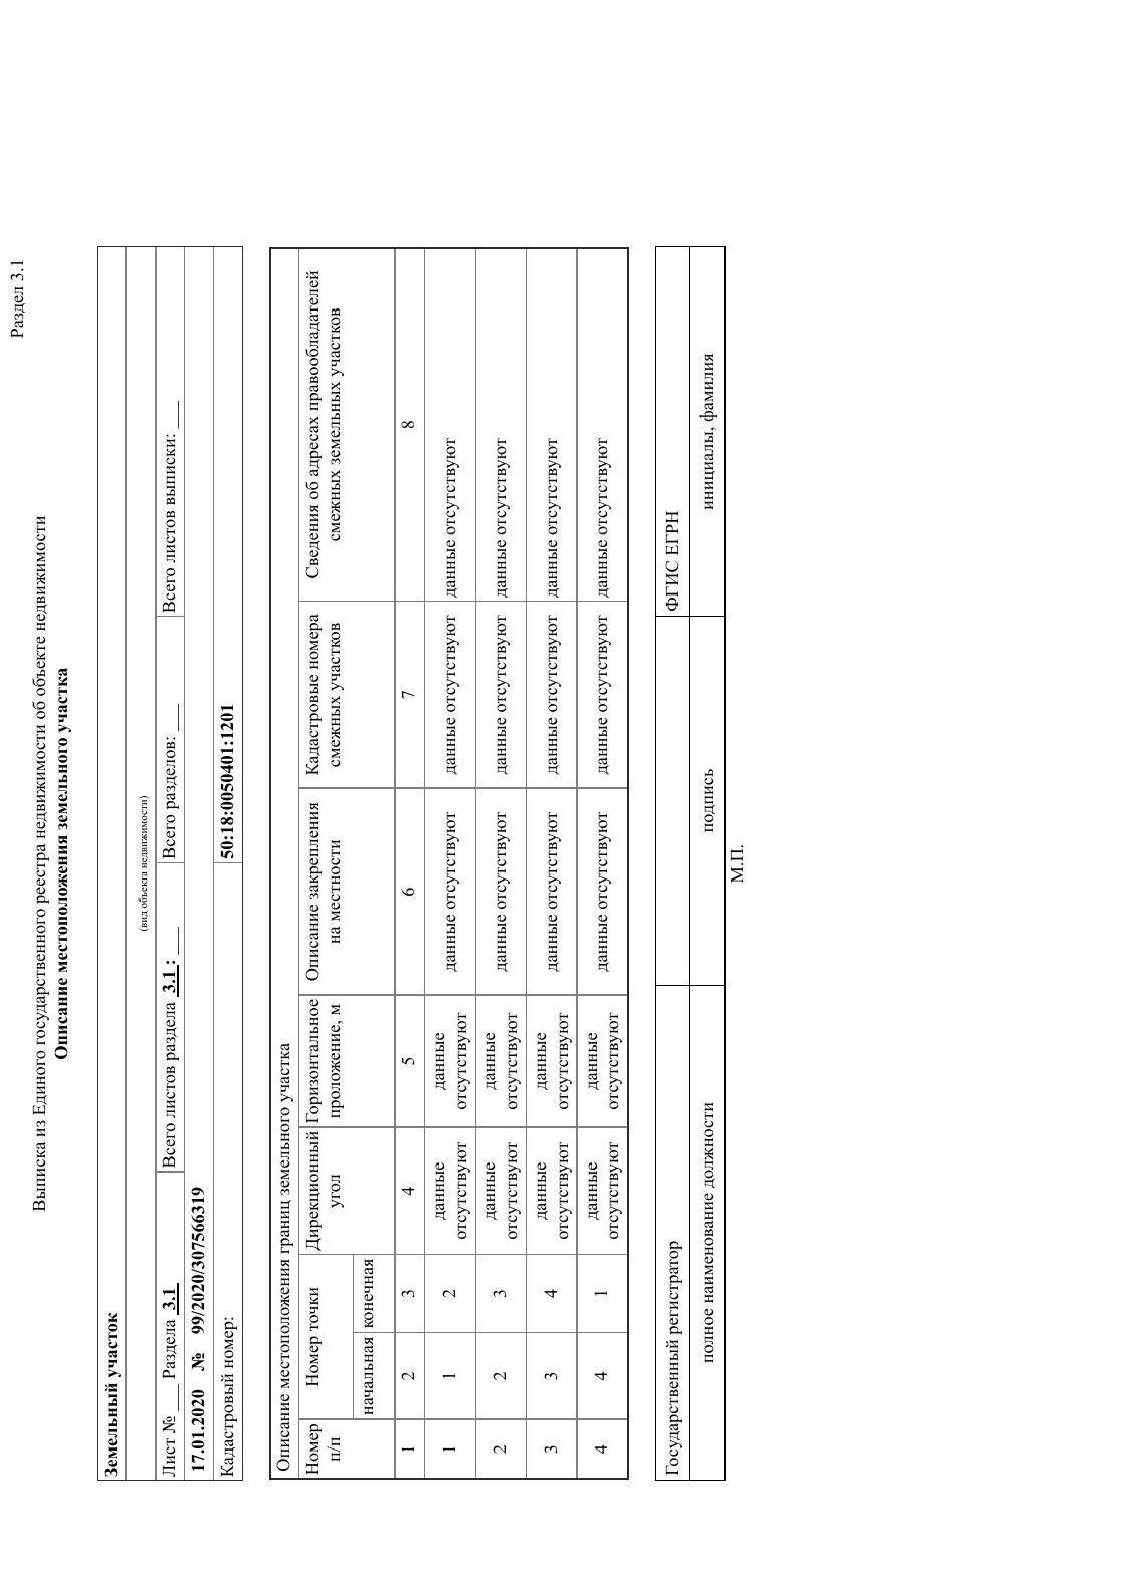 Раздел 3.1
Выписка из Единого государственного реестра недвижимости об объекте недвижимости
Описание местоположения земельного участка
Земельный участок
(вид объекта недвижимости)
Лист № ___ Раздела 3.1 Всего листов раздела 3.1 : ___ Всего разделов: ___ Всего листов выписки: ___
17.01.2020 № 99/2020/307566319
Кадастровый номер: 50:18:0050401:1201
Описание местоположения границ земельного участка
Номер п/п Номер точки Дирекционный угол Горизонтальное проложение, м Описание закрепления на местности Кадастровые номера смежных участков Сведения об адресах правообладателей смежных земельных участков
начальная конечная
1 2 3 4 5 6 7 8
1 1 2 данные отсутствуют данные отсутствуют данные отсутствуют данные отсутствуют данные отсутствуют
2 2 3 данные отсутствуют данные отсутствуют данные отсутствуют данные отсутствуют данные отсутствуют
3 3 4 данные отсутствуют данные отсутствуют данные отсутствуют данные отсутствуют данные отсутствуют
4 4 1 данные отсутствуют данные отсутствуют данные отсутствуют данные отсутствуют данные отсутствуют
Государственный регистратор ФГИС ЕГРН
полное наименование должности подпись инициалы, фамилия
М.П.